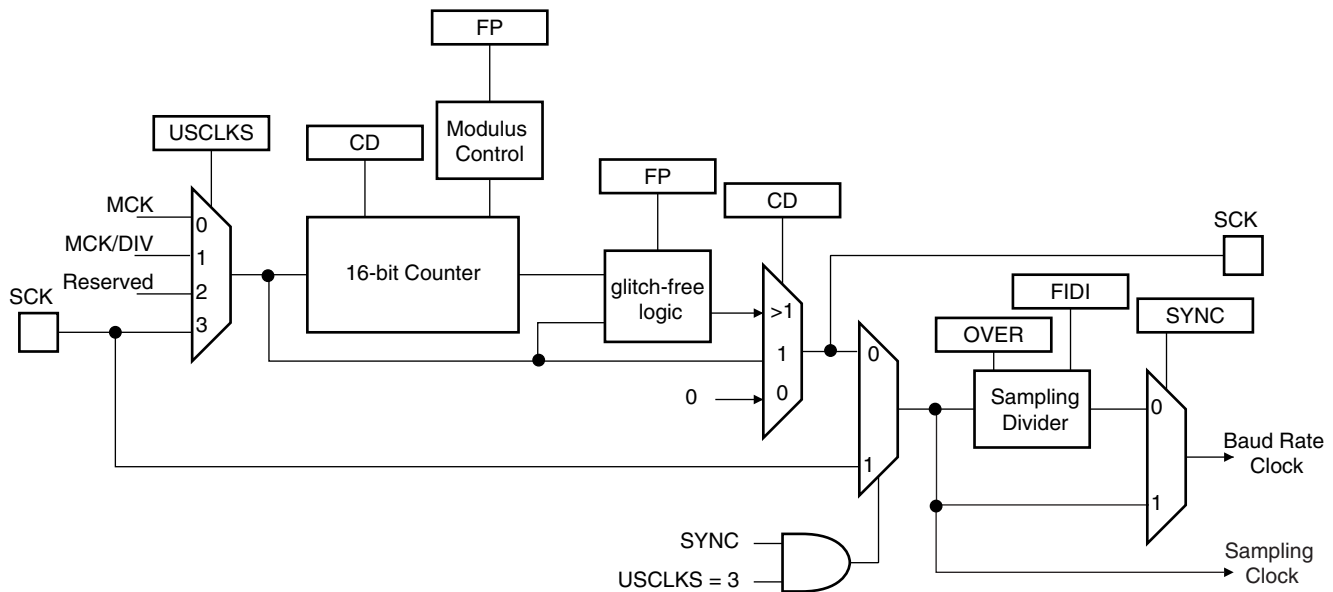 FP
USCLKS
CD
Modulus
Control
FP
CD
MCK
0
MCK/DIV
1
Reserved
2
SCK
3
16-bit Counter
glitch-free
logic
>1
1
0
0
SCK
FIDI
OVER
SYNC
0
1
Sampling
Divider
0
1
Baud Rate
Clock
SYNC
USCLKS = 3
Sampling
Clock